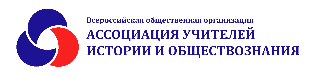 Всероссийская общественная организация
АССОЦИАЦИЯ УЧИТЕЛЕЙ
ИСТОРИИ И ОБЩЕСТВОЗНАНИЯ